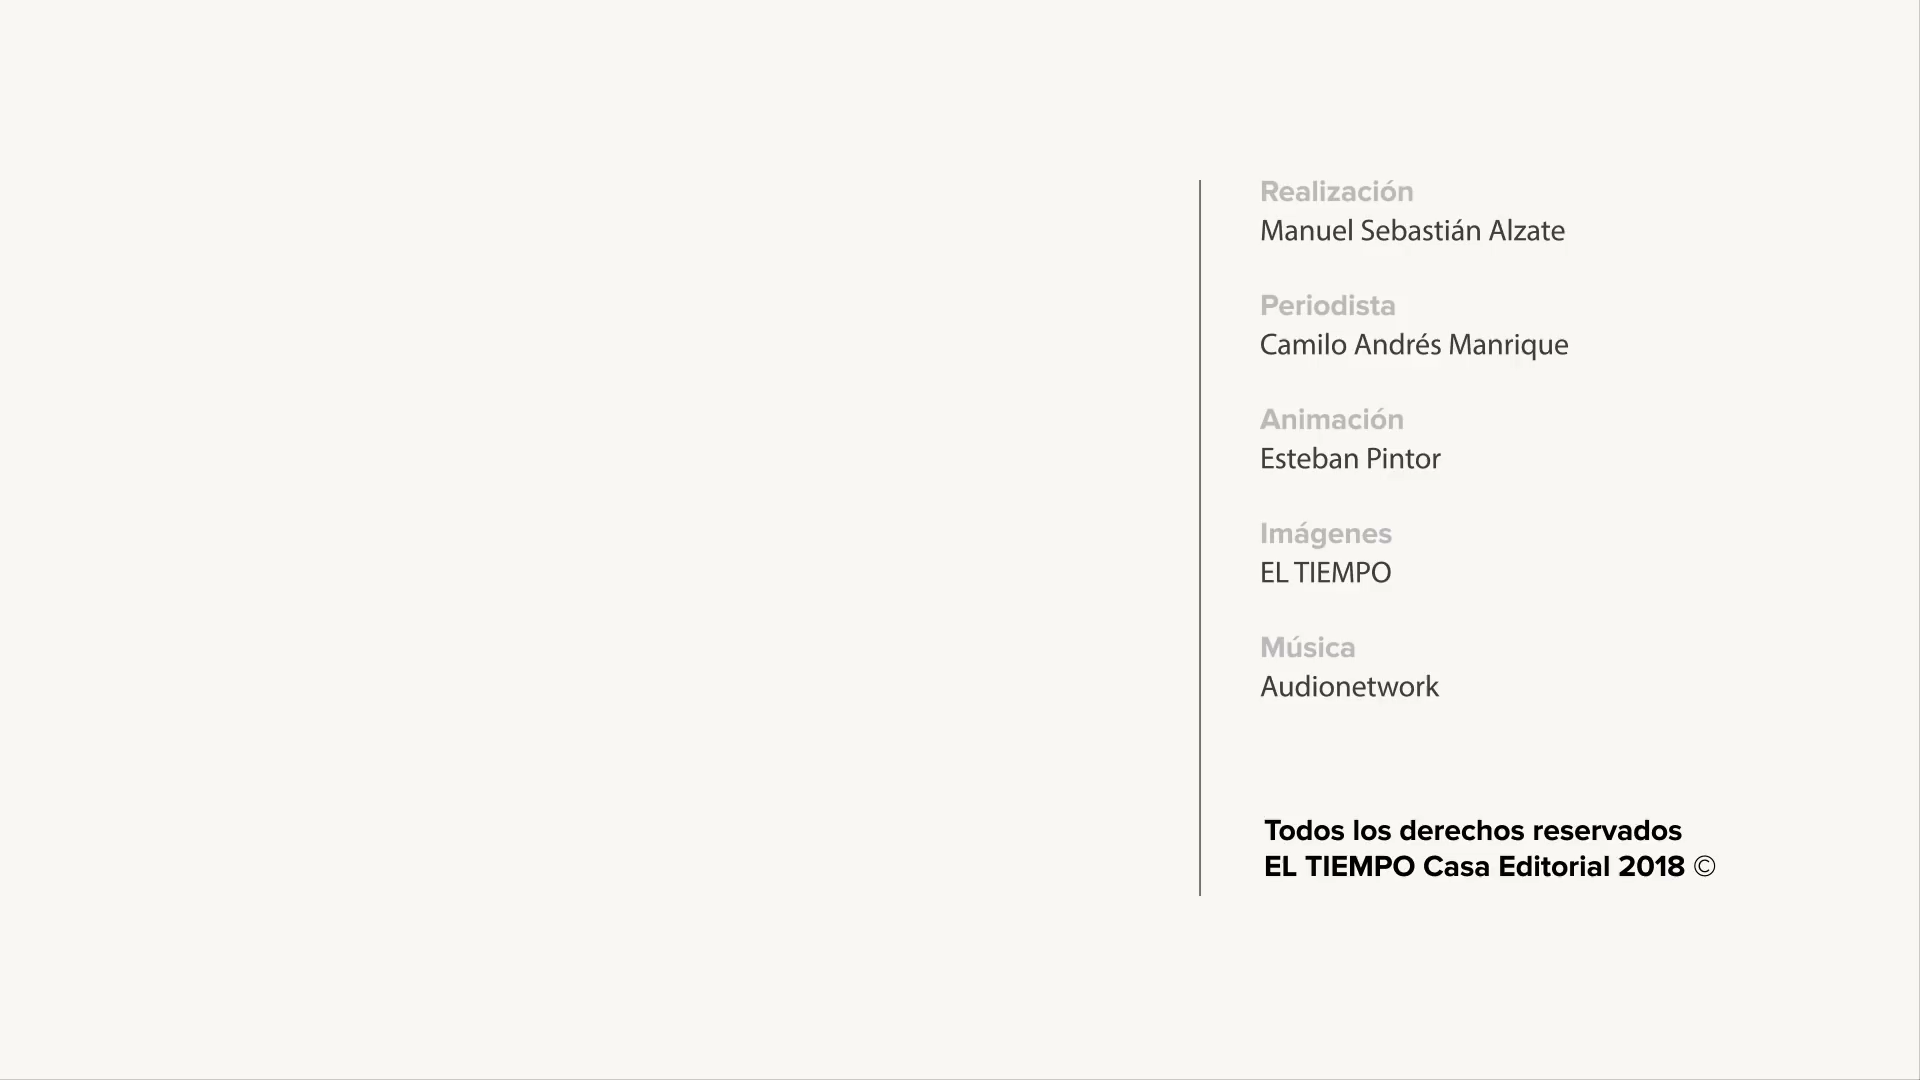 Realización
Manuel Sebastián Alzate
Periodista
Camilo Andrés Manrique
Animación
Esteban Pintor
Imágenes
EL TIEMPO
Música
Audionetwork
Todos los derechos reservados
EL TIEMPO Casa Editorial 2018 ©